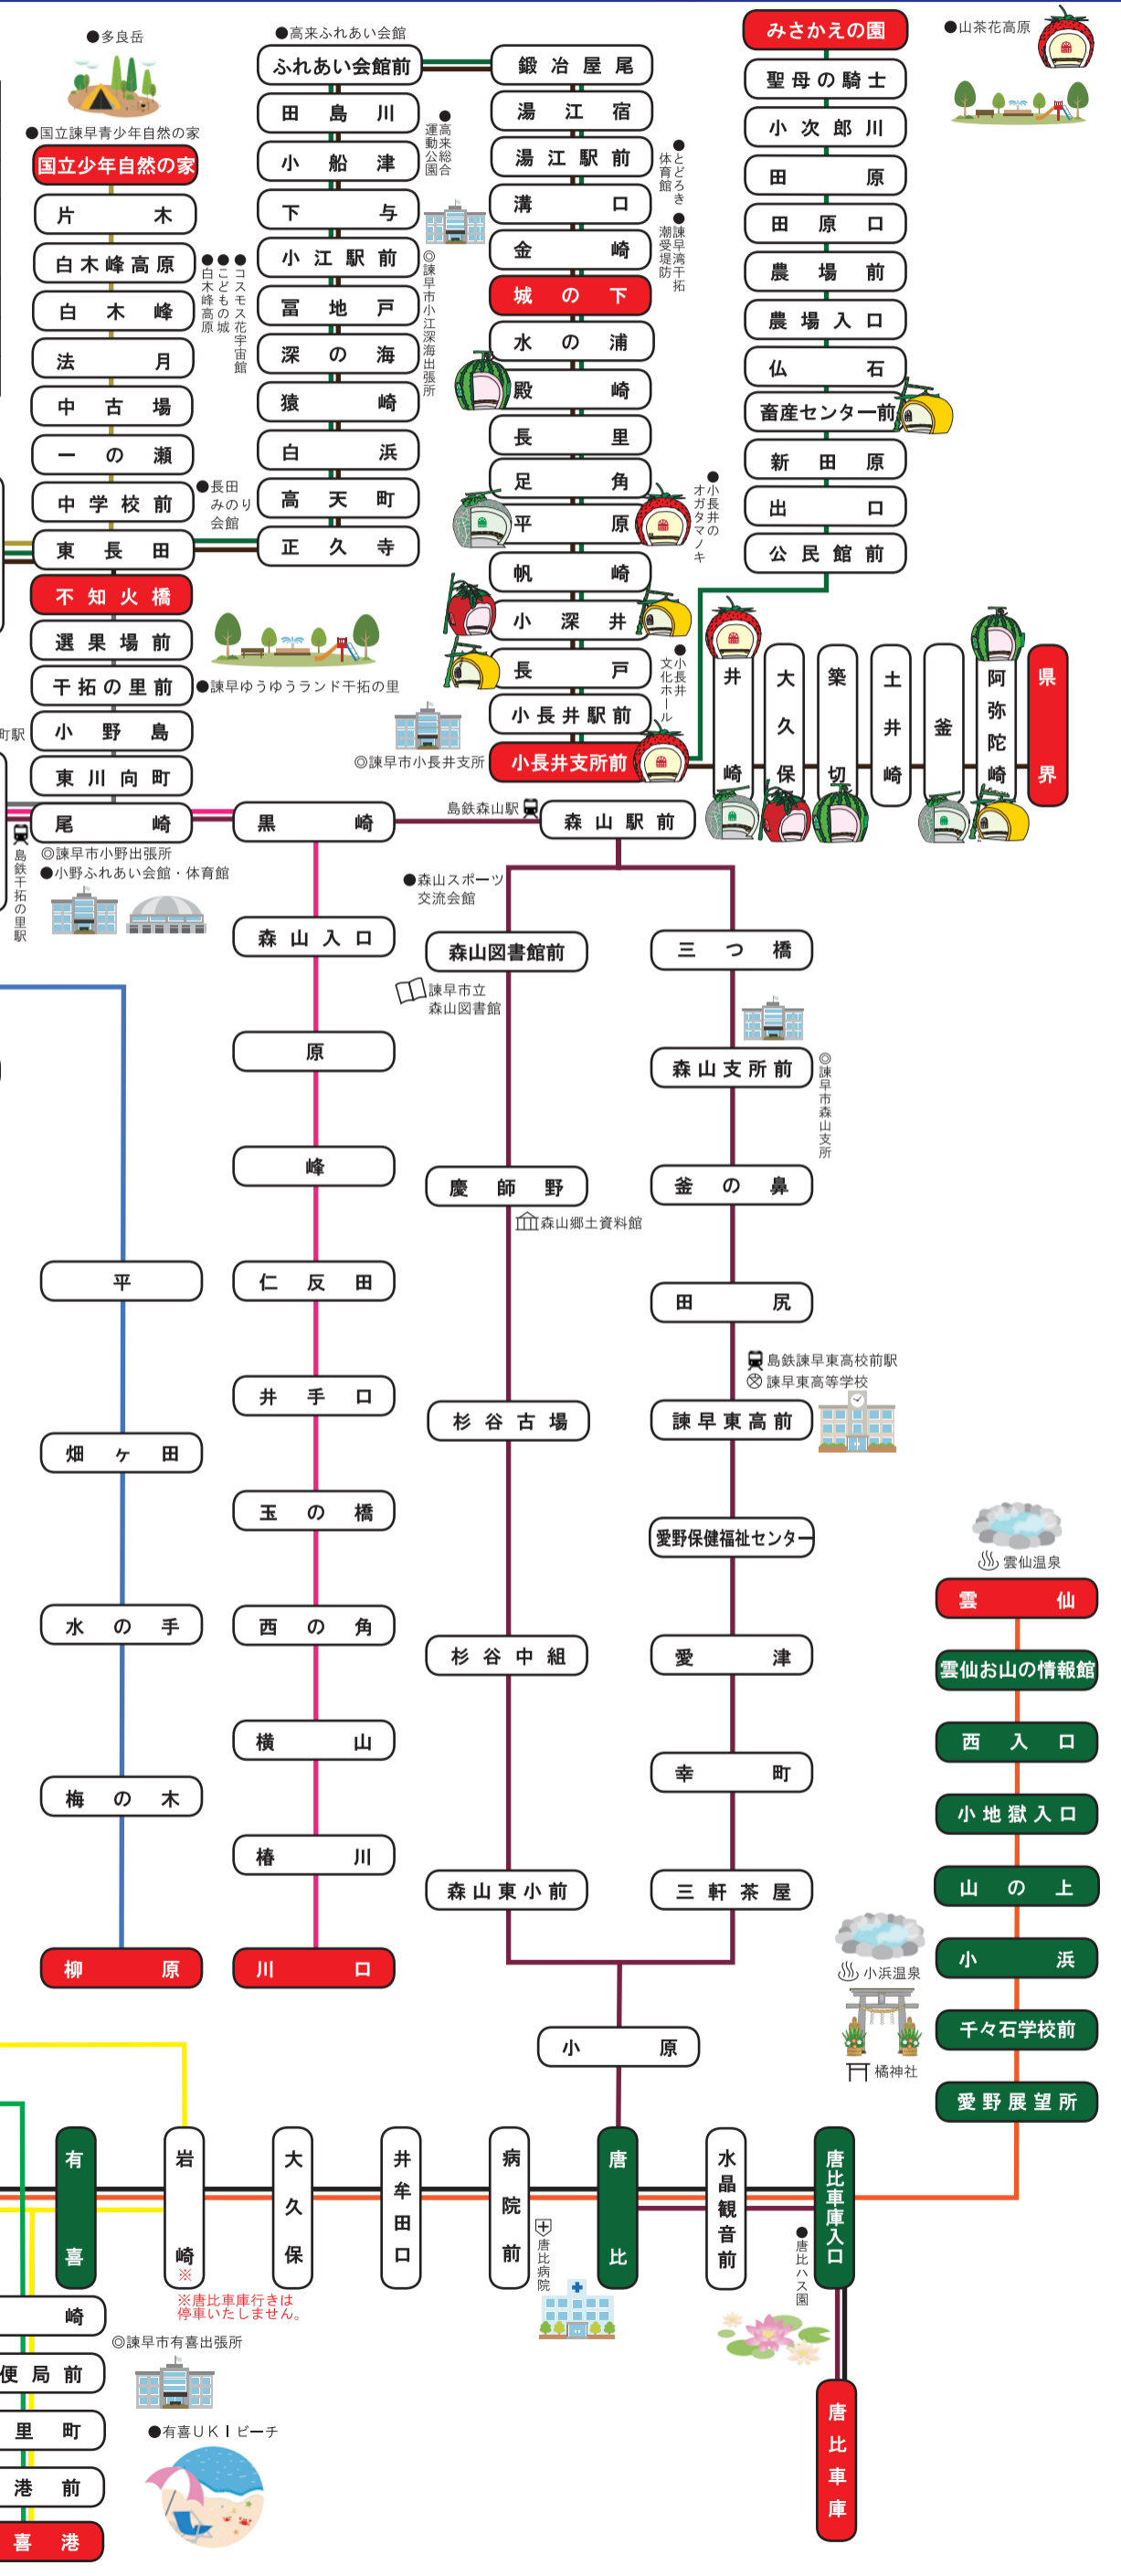 ●多良岳
●国立諫早青少年自然の家
国立少年自然の家
片木
白木峰高原
白木峰
法月
中古場
一の瀬
中学校前
東長田
不知火橋
選果場前
干拓の里前
小野島
東川向町
尾崎
●白木峰高原
●こどもの城
●コスモス花宇宙館
●長田
みのり
会館
●諫早ゆうゆうランド干拓の里
町駅
島鉄干拓の里駅
◎諫早市小野出張所
●小野ふれあい会館・体育館
●高来ふれあい会館
ふれあい会館前
田島川
小船津
下与
小江駅前
冨地戸
深の海
猿崎
白浜
高天町
正久寺
●高来総合
運動公園
◎諫早市小江深海出張所
鍛冶屋尾
湯江宿
湯江駅前
溝口
金崎
城の下
水の浦
殿崎
長里
足角
平原
帆崎
小深井
長戸
小長井駅前
小長井支所前
●とどろき
体育館
●諫早湾干拓
潮受堤防
●小長井の
オガタマノキ
●小長井
文化ホール
◎諫早市小長井支所
みさかえの園
聖母の騎士
小次郎川
田原
田原口
農場前
農場入口
仏石
畜産センター前
新田原
出口
公民館前
●山茶花高原
井崎
大久保
築切
土井崎
釜
阿弥陀崎
県界
黒崎
島鉄森山駅
森山駅前
森山入口
原
峰
仁反田
井手口
玉の橋
西の角
横山
椿川
川口
●森山スポーツ
交流会館
森山図書館前
諫早市立
森山図書館
慶師野
森山郷土資料館
杉谷古場
杉谷中組
森山東小前
三つ橋
森山支所前
◎諫早市森山支所
釜の鼻
田尻
島鉄諫早東高校前駅
諫早東高等学校
諫早東高前
愛野保健福祉センター
愛津
幸町
三軒茶屋
小原
平
畑ヶ田
水の手
梅の木
柳原
雲仙温泉
雲仙
雲仙お山の情報館
西入口
小地獄入口
山の上
小浜
千々石学校前
愛野展望所
小浜温泉
橘神社
有喜
岩崎※
大久保
井牟田口
病院前
唐比
水晶観音前
唐比車庫入口
唐比車庫
※唐比車庫行きは
停車いたしません。
唐比病院
●唐比ハス園
崎
便局前
里町
港前
喜港
◎諫早市有喜出張所
●有喜UKIビーチ